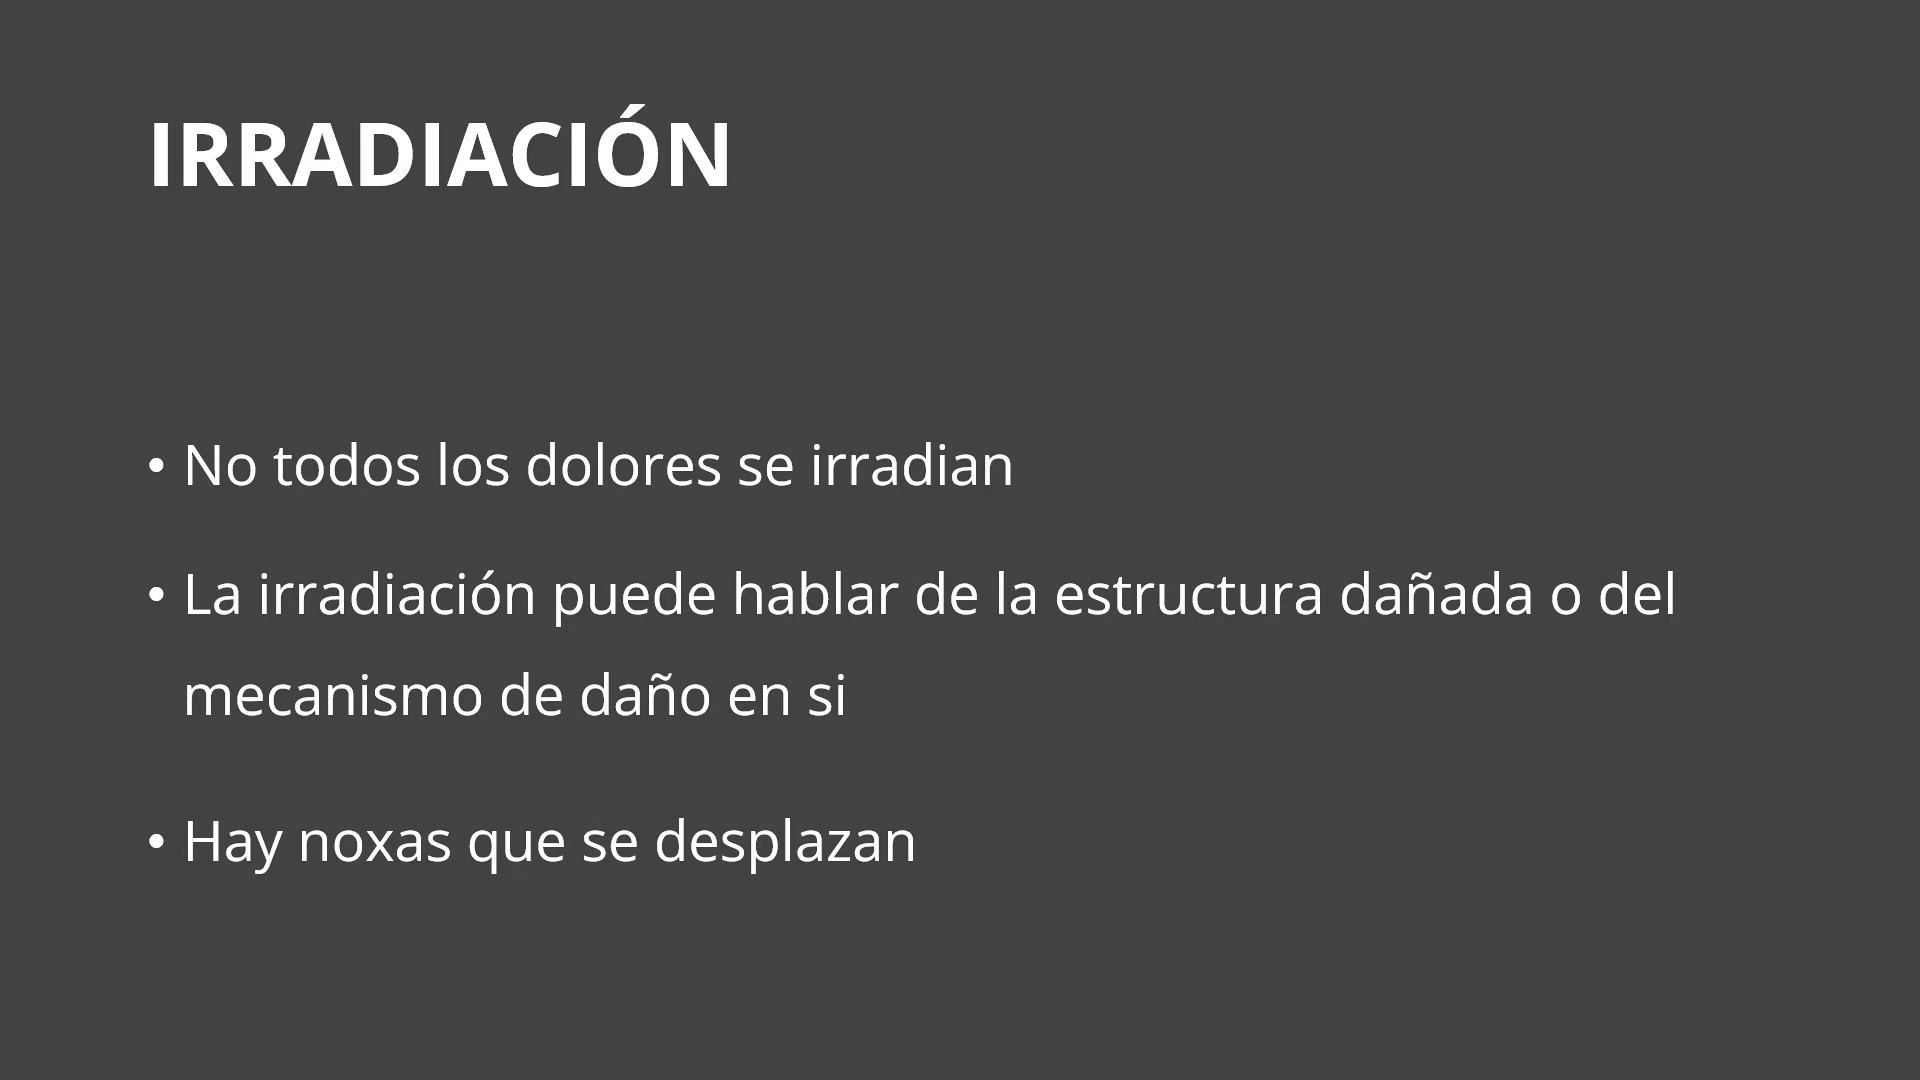 IRRADIACIÓN
• No todos los dolores se irradian
• La irradiación puede hablar de la estructura dañada o del
mecanismo de daño en si
• Hay noxas que se desplazan